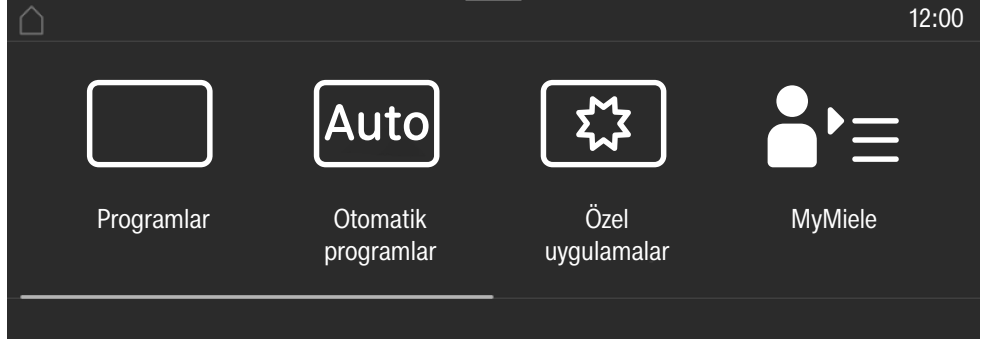 12:00
Auto
Programlar
Otomatik
programlar
Özel
uygulamalar
MyMiele